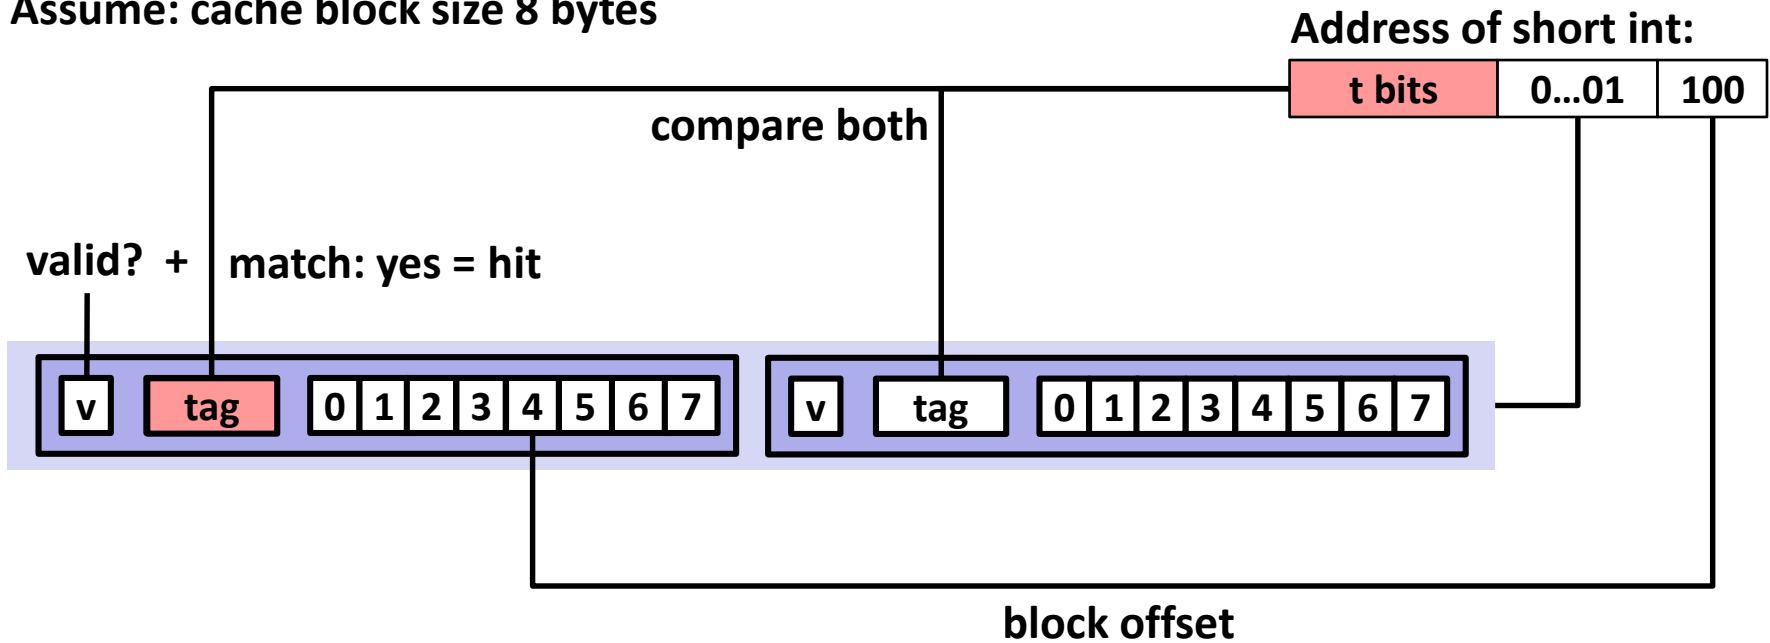 Assume: cache block size 8 bytes
Address of short int:
t bits 0...01 100
compare both
valid? + match: yes = hit
v tag 0 1 2 3 4 5 6 7 v tag 0 1 2 3 4 5 6 7
block offset